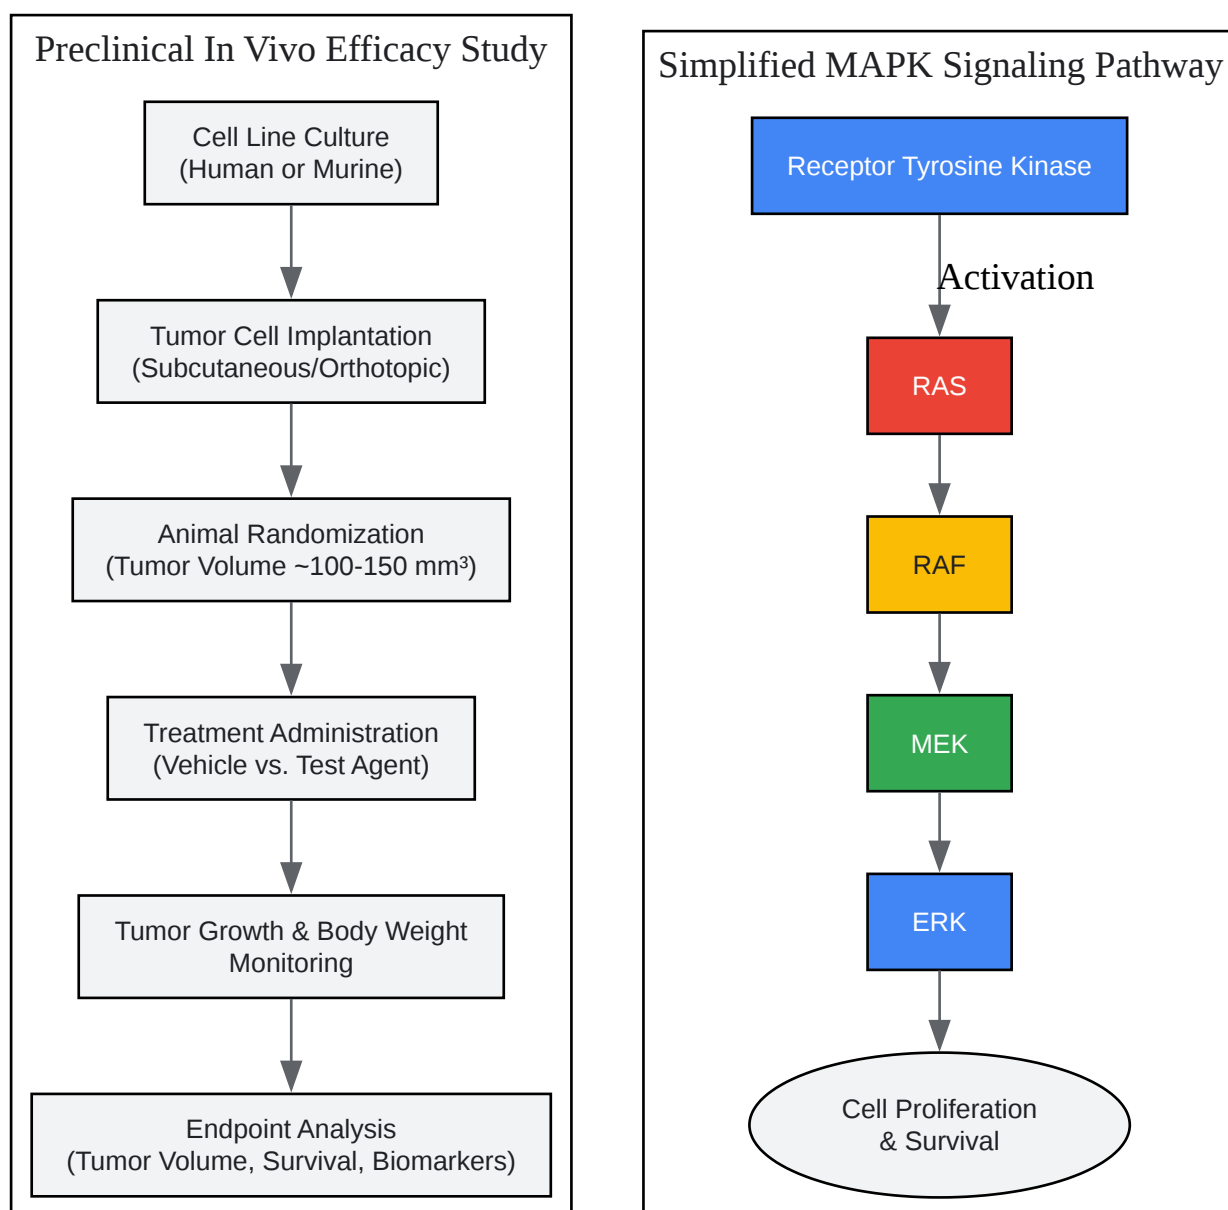 Preclinical In Vivo Efficacy Study
Cell Line Culture
(Human or Murine)
Tumor Cell Implantation
(Subcutaneous/Orthotopic)
Animal Randomization
(Tumor Volume ~100-150 mm³)
Treatment Administration
(Vehicle vs. Test Agent)
Tumor Growth & Body Weight
Monitoring
Endpoint Analysis
(Tumor Volume, Survival, Biomarkers)
Simplified MAPK Signaling Pathway
Receptor Tyrosine Kinase
Activation
RAS
RAF
MEK
ERK
Cell Proliferation
& Survival